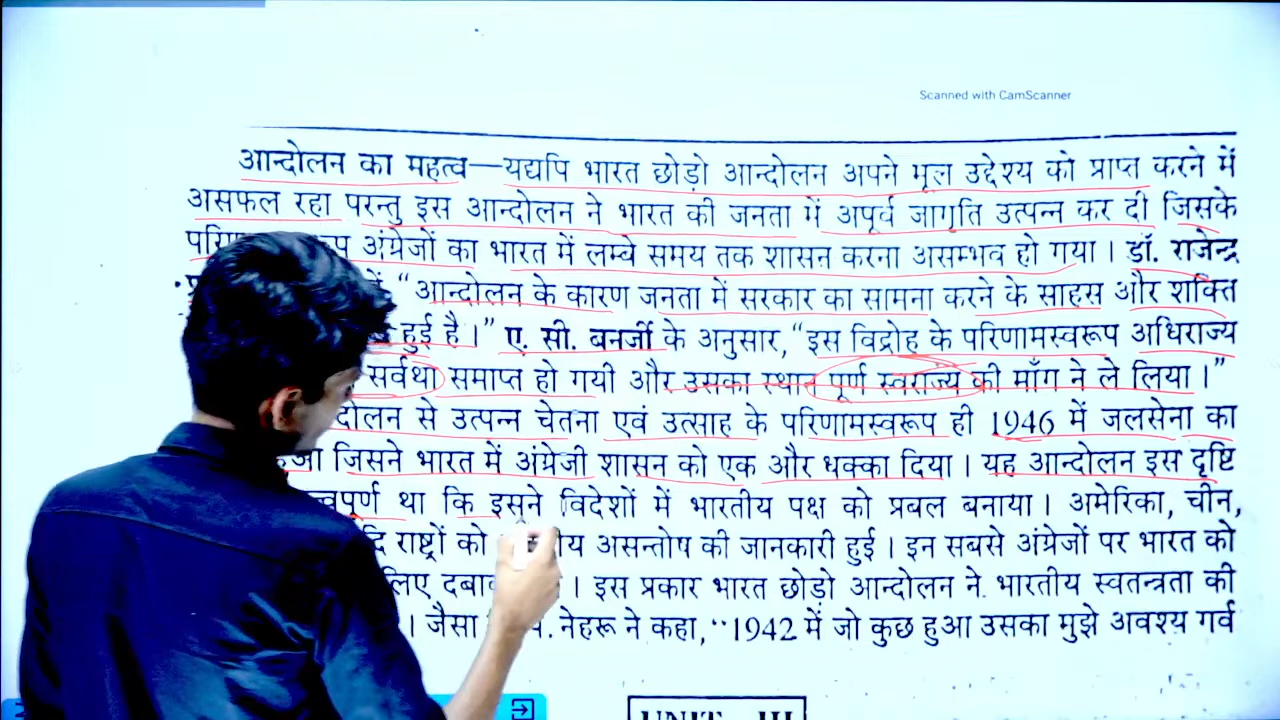 Scanned with CamScanner
आन्दोलन का महत्व—यद्यपि भारत छोड़ो आन्दोलन अपने मूल उद्देश्य को प्राप्त करने में
असफल रहा परन्तु इस आन्दोलन ने भारत की जनता में अपूर्व जागृति उत्पन्न कर दी जिसके
अंग्रेजों का भारत में लम्बे समय तक शासन करना असम्भव हो गया। डॉ. राजेन्द्र
“आन्दोलन के कारण जनता में सरकार का सामना करने के साहस और शक्ति
हुई है।” ए. सी. बनर्जी के अनुसार, “इस विद्रोह के परिणामस्वरूप अधिराज्य
सर्वथा समाप्त हो गयी और उसका स्थान पूर्ण स्वराज्य की माँग ने ले लिया।”
से उत्पन्न चेतना एवं उत्साह के परिणामस्वरूप ही 1946 में जलसेना का
जिसने भारत में अंग्रेजी शासन को एक और धक्का दिया। यह आन्दोलन इस दृष्टि
था कि इसने विदेशों में भारतीय पक्ष को प्रबल बनाया। अमेरिका, चीन,
राष्ट्रों को असन्तोष की जानकारी हुई। इन सबसे अंग्रेजों पर भारत को
। इस प्रकार भारत छोड़ो आन्दोलन ने भारतीय स्वतन्त्रता की
। जैसा नेहरू ने कहा, “1942 में जो कुछ हुआ उसका मुझे अवश्य गर्व
UNIT—III